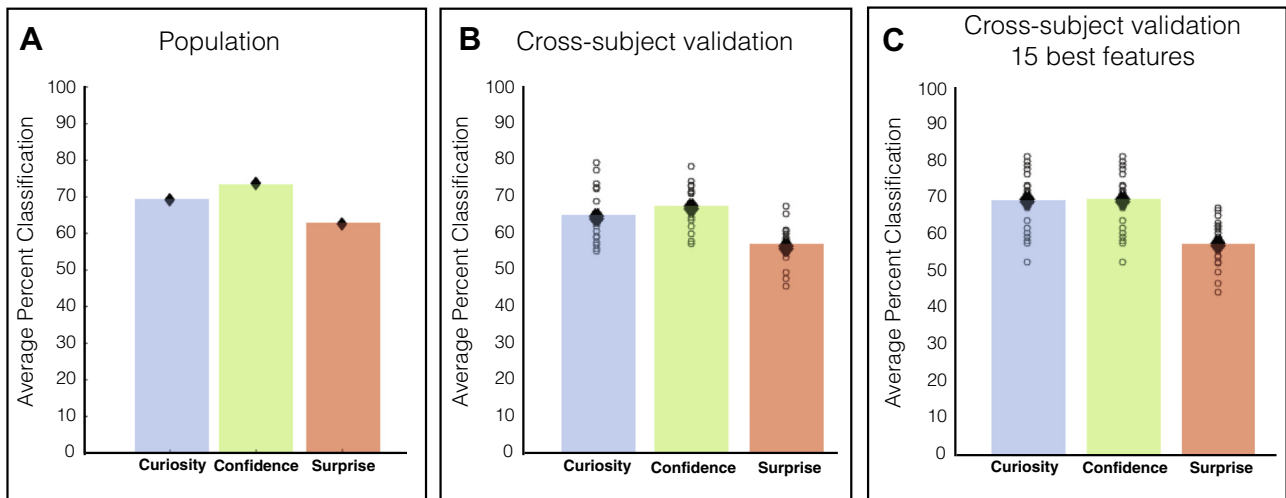 A
Population
Average Percent Classification
100
90
80
70
60
50
40
30
20
10
0
Curiosity Confidence Surprise
B
Cross-subject validation
Average Percent Classification
100
90
80
70
60
50
40
30
20
10
0
Curiosity Confidence Surprise
C
Cross-subject validation
15 best features
Average Percent Classification
100
90
80
70
60
50
40
30
20
10
0
Curiosity Confidence Surprise